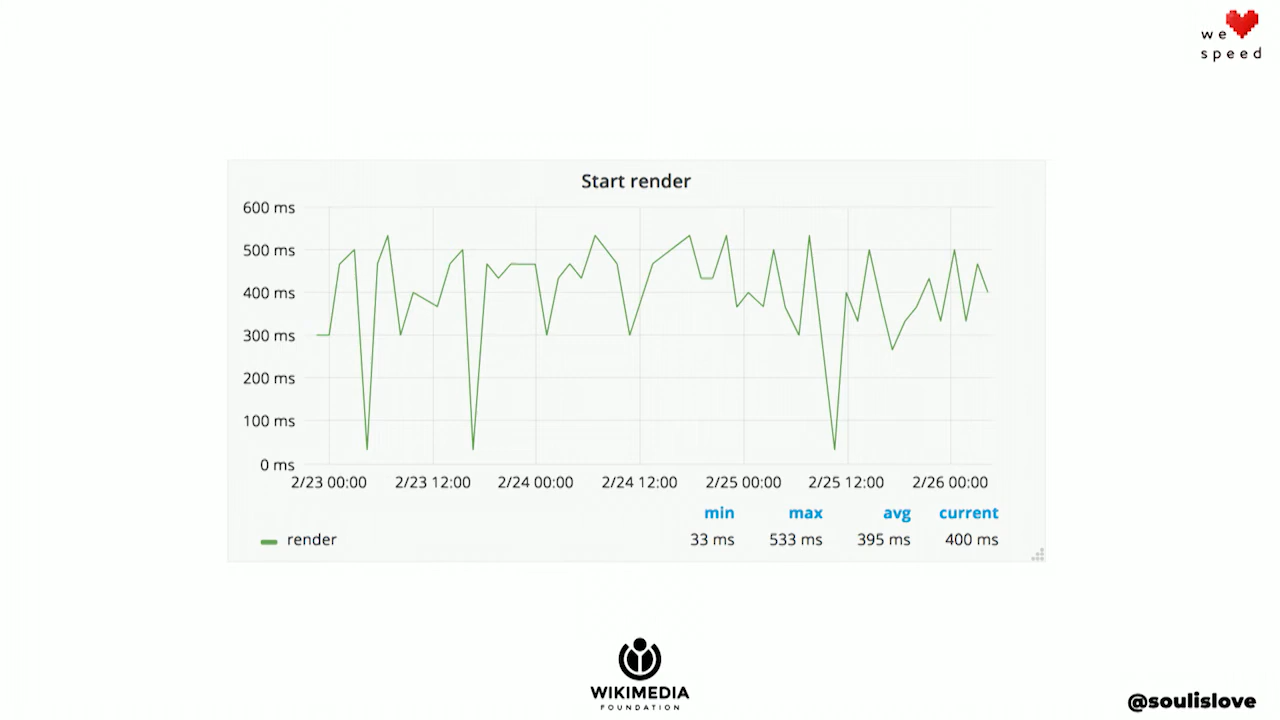 we
speed
Start render
600 ms
500 ms
400 ms
300 ms
200 ms
100 ms
0 ms
2/23 00:00 2/23 12:00 2/24 00:00 2/24 12:00 2/25 00:00 2/25 12:00 2/26 00:00
min max avg current
render 33 ms 533 ms 395 ms 400 ms
WIKIMEDIA
FOUNDATION
@soulislove